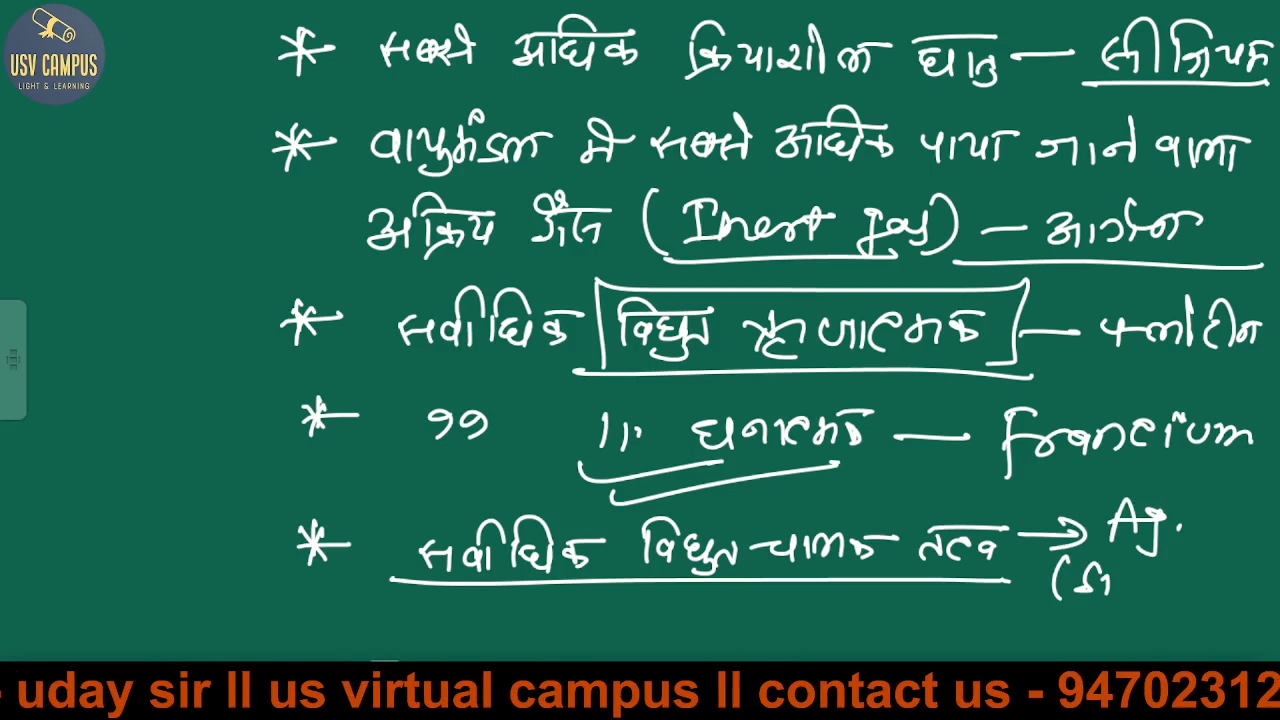 USV CAMPUS
LIGHT & LEARNING
* सबसे अधिक क्रियाशील धातु — सीजियम
* वायुमंडल मे सबसे अधिक पाया जाने वाला
अक्रिय गैस (Inert gas) — आर्गन
* सर्वाधिक विधुत ऋणात्मक — फ्लोरीन
* ,, ,, धनात्मक — francium
* सर्वाधिक विधुत चालक तत्व → Ag.
- uday sir ll us virtual campus ll contact us - 94702312